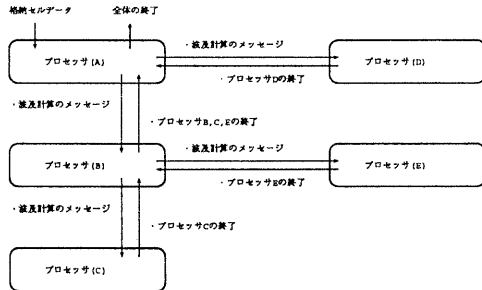 格納セルデータ
全体の終了
・波及計算のメッセージ
プロセッサ(A)
プロセッサ(D)
・プロセッサDの終了
・波及計算のメッセージ
・プロセッサB,C,Eの終了
・波及計算のメッセージ
プロセッサ(B)
プロセッサ(E)
・プロセッサEの終了
・波及計算のメッセージ
・プロセッサCの終了
プロセッサ(C)